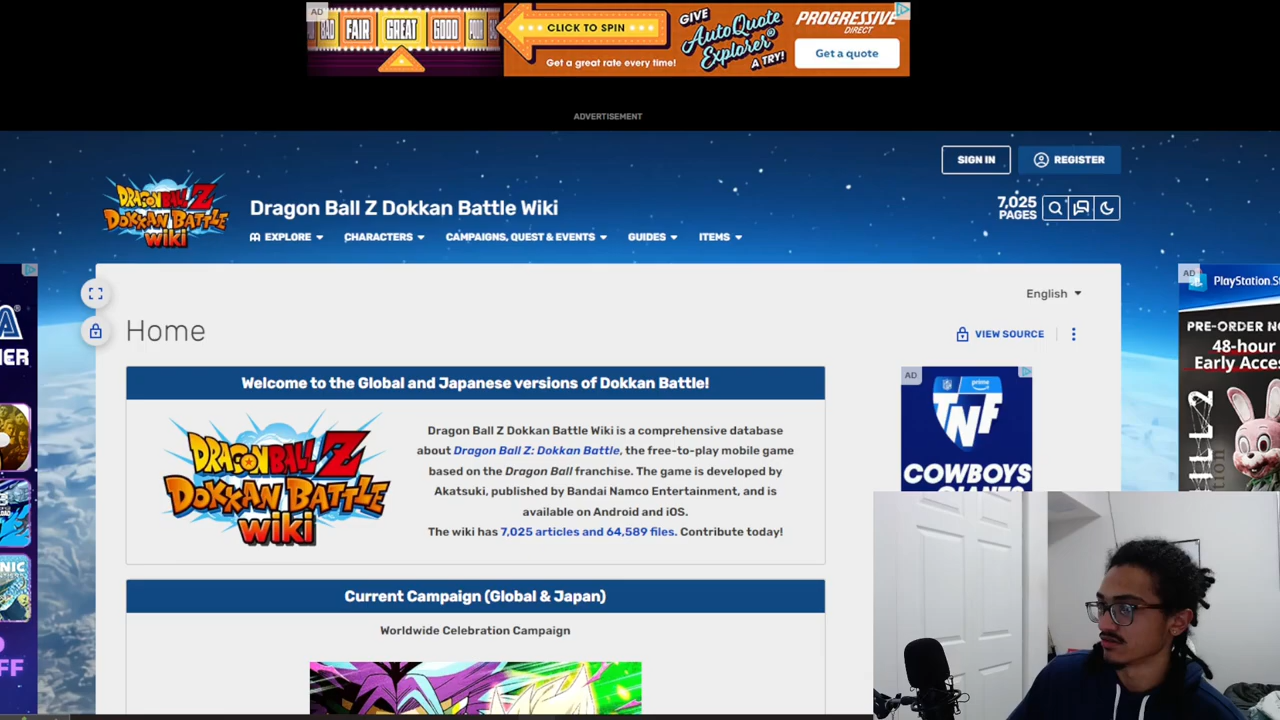 AD
BAD FAIR GREAT GOOD POOR
CLICK TO SPIN
Get a great rate every time!
GIVE
AutoQuote
Explorer®
A TRY!
PROGRESSIVE
DIRECT
Get a quote
ADVERTISEMENT
SIGN IN
REGISTER
DRAGON BALL Z
DOKKAN BATTLE
wiki
Dragon Ball Z Dokkan Battle Wiki
7,025
PAGES
EXPLORE
CHARACTERS
CAMPAIGNS, QUEST & EVENTS
GUIDES
ITEMS
English
Home
VIEW SOURCE
Welcome to the Global and Japanese versions of Dokkan Battle!
DRAGON BALL Z
DOKKAN BATTLE
wiki
Dragon Ball Z Dokkan Battle Wiki is a comprehensive database
about Dragon Ball Z: Dokkan Battle, the free-to-play mobile game
based on the Dragon Ball franchise. The game is developed by
Akatsuki, published by Bandai Namco Entertainment, and is
available on Android and iOS.
The wiki has 7,025 articles and 64,589 files. Contribute today!
Current Campaign (Global & Japan)
Worldwide Celebration Campaign
AD
NFL prime
TNF
COWBOYS
GIANTS
AD
PlayStation.St
PRE-ORDER NO
48-hour
Early Acces